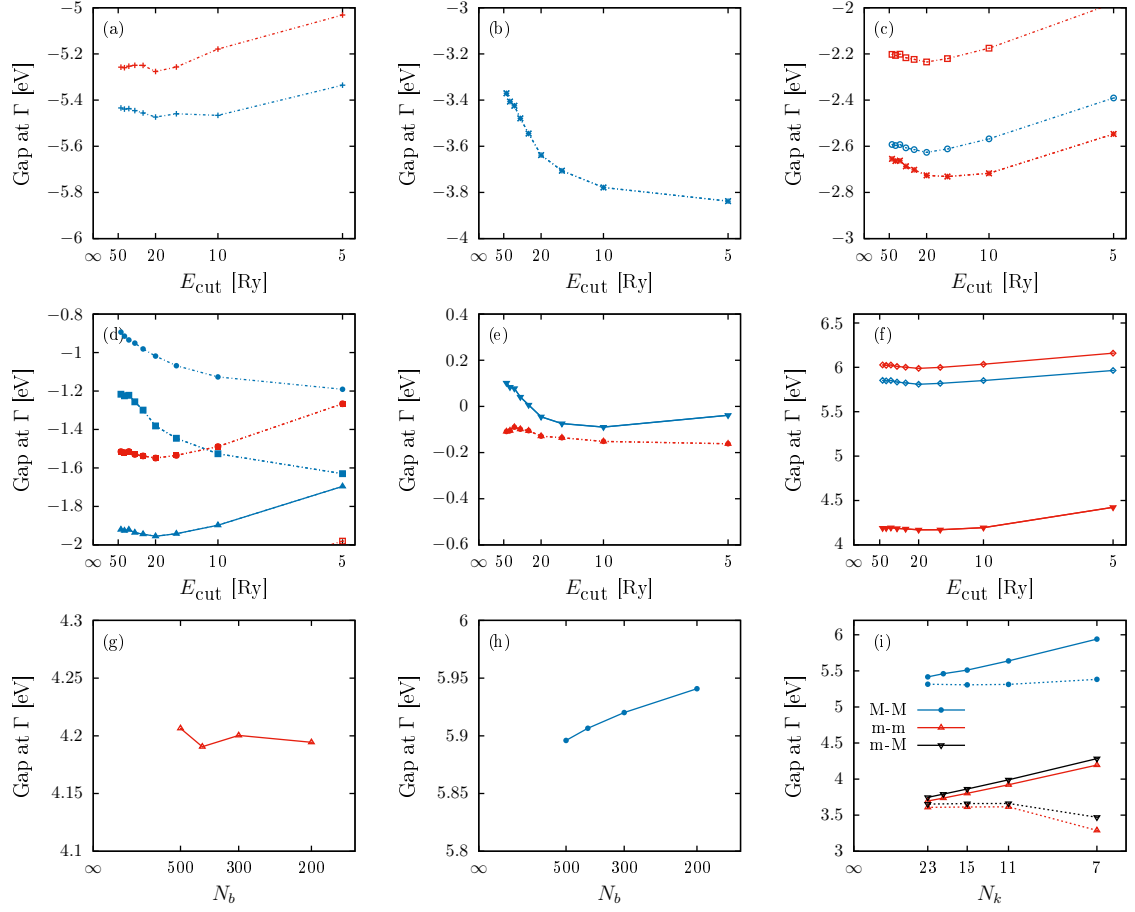 (a)
Gap at Γ [eV]
−5
−5.2
−5.4
−5.6
−5.8
−6
∞ 50 20 10 5
E_cut [Ry]
(b)
Gap at Γ [eV]
−3
−3.2
−3.4
−3.6
−3.8
−4
∞ 50 20 10 5
E_cut [Ry]
(c)
Gap at Γ [eV]
−2
−2.2
−2.4
−2.6
−2.8
−3
∞ 50 20 10 5
E_cut [Ry]
(d)
Gap at Γ [eV]
−0.8
−1
−1.2
−1.4
−1.6
−1.8
−2
∞ 50 20 10 5
E_cut [Ry]
(e)
Gap at Γ [eV]
0.4
0.2
0
−0.2
−0.4
−0.6
∞ 50 20 10 5
E_cut [Ry]
(f)
Gap at Γ [eV]
6.5
6
5.5
5
4.5
4
∞ 50 20 10 5
E_cut [Ry]
(g)
Gap at Γ [eV]
4.3
4.25
4.2
4.15
4.1
∞ 500 300 200
N_b
(h)
Gap at Γ [eV]
6
5.95
5.9
5.85
5.8
∞ 500 300 200
N_b
(i)
Gap at Γ [eV]
6
5.5
5
4.5
4
3.5
3
M-M
m-m
m-M
∞ 23 15 11 7
N_k